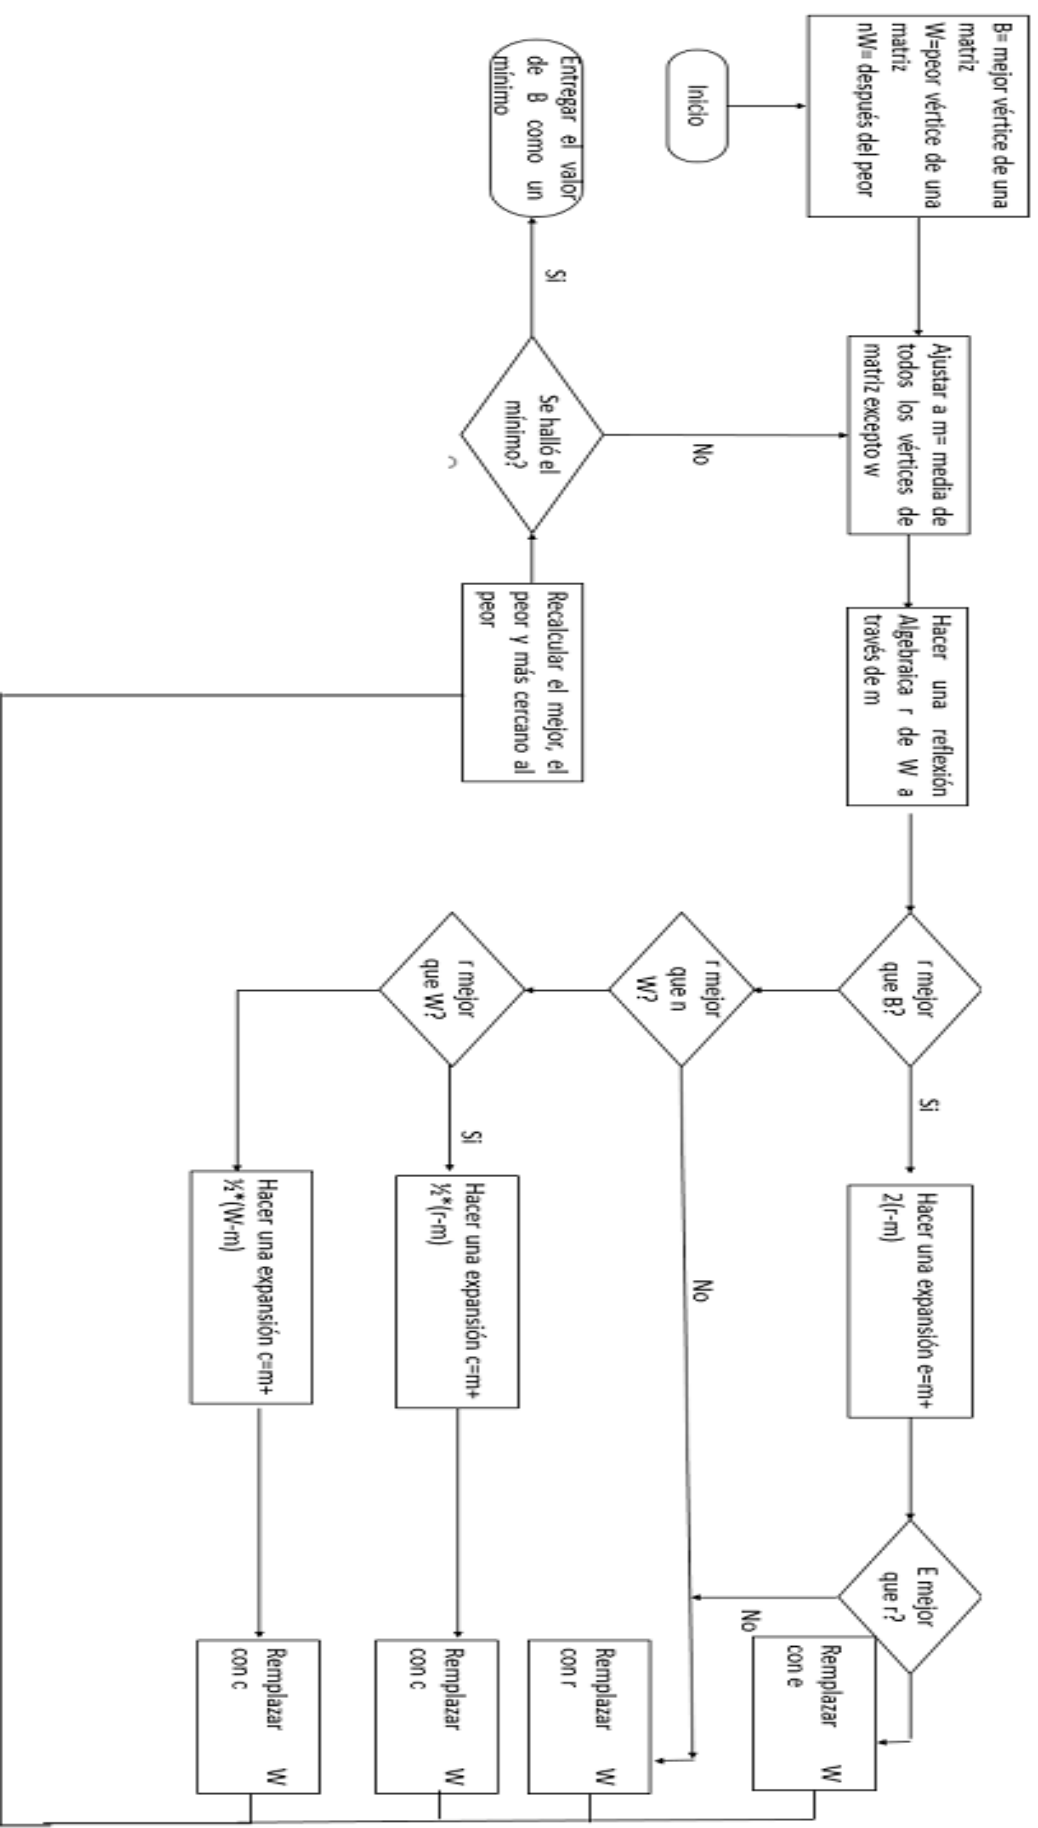 B= mejor vértice de una
matriz
W=peor vértice de una
matriz
nW= después del peor
Inicio
Ajustar a m= media de
todos los vértices de
matriz excepto w
Hacer una reflexión
Algebraica r de W a
través de m
r mejor
que B?
Si
Hacer una expansión e=m+
2(r-m)
E mejor
que r?
No
Remplazar W
con e
r mejor
que n
W?
No
Remplazar W
con r
r mejor
que W?
Si
Hacer una expansión c=m+
½*(r-m)
Remplazar W
con c
Hacer una expansión c=m+
½*(W-m)
Remplazar W
con c
Recalcular el mejor, el
peor y más cercano al
peor
Se halló el
mínimo?
No
Si
Entregar el valor
de B como un
mínimo